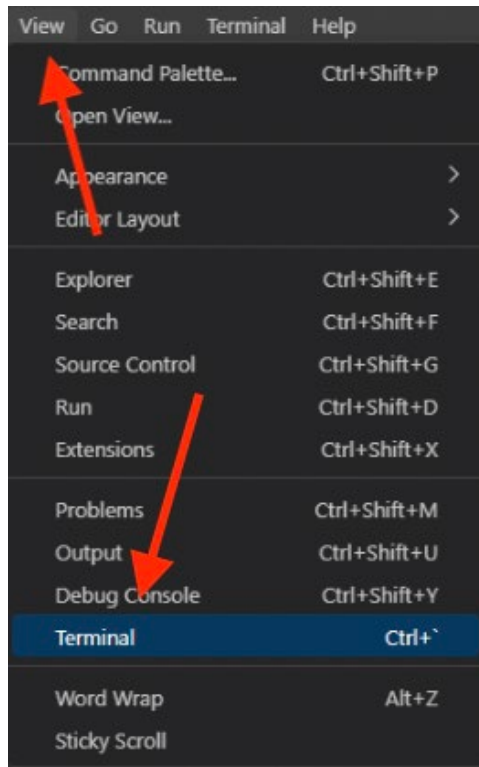 View Go Run Terminal Help
Command Palette... Ctrl+Shift+P
Open View...
Appearance
Editor Layout
Explorer Ctrl+Shift+E
Search Ctrl+Shift+F
Source Control Ctrl+Shift+G
Run Ctrl+Shift+D
Extensions Ctrl+Shift+X
Problems Ctrl+Shift+M
Output Ctrl+Shift+U
Debug Console Ctrl+Shift+Y
Terminal Ctrl+`
Word Wrap Alt+Z
Sticky Scroll